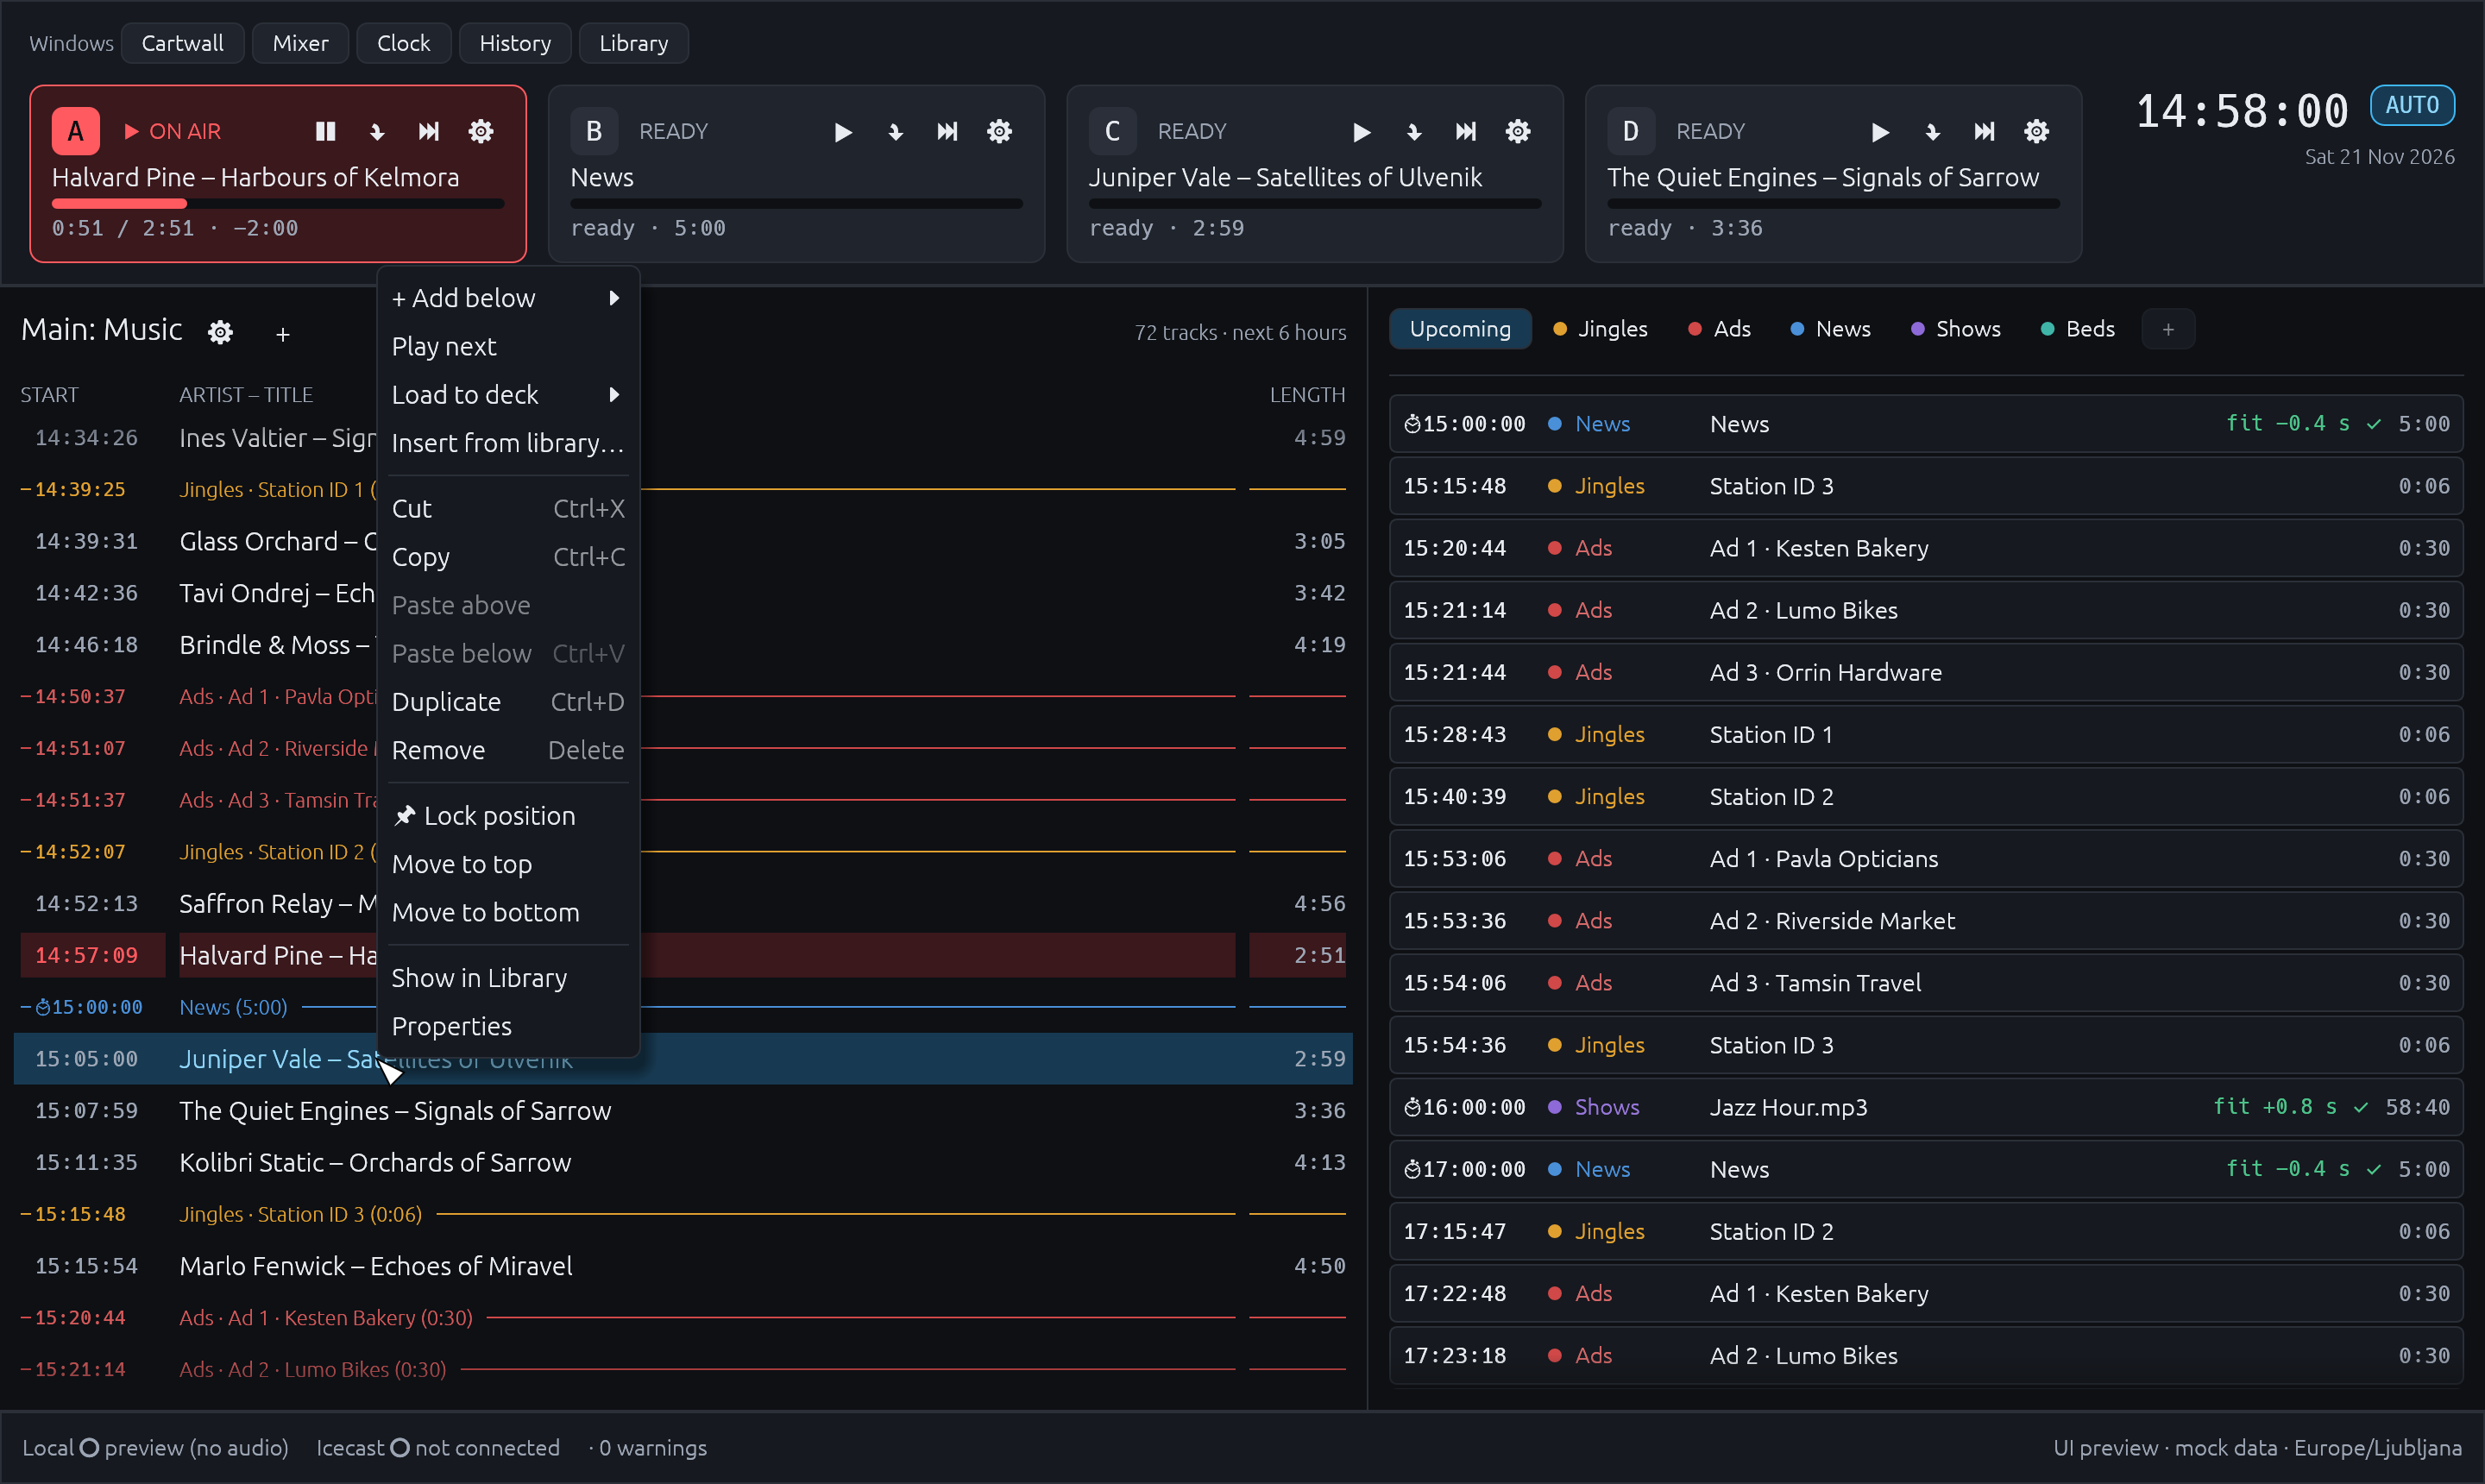 Windows Cartwall Mixer Clock History Library
A ON AIR
Halvard Pine – Harbours of Kelmora
0:51 / 2:51 · −2:00
B READY
News
ready · 5:00
C READY
Juniper Vale – Satellites of Ulvenik
ready · 2:59
D READY
The Quiet Engines – Signals of Sarrow
ready · 3:36
14:58:00 AUTO
Sat 21 Nov 2026
Main: Music + 72 tracks · next 6 hours
START ARTIST – TITLE LENGTH
14:34:26 Ines Valtier – 4:59
14:39:25 Jingles · Station ID 1
14:39:31 Glass Orchard – 3:05
14:42:36 Tavi Ondrej – 3:42
14:46:18 Brindle & Moss – 4:19
14:50:37 Ads · Ad 1 · Pavla
14:51:07 Ads · Ad 2 · Riverside
14:51:37 Ads · Ad 3 · Tamsin
14:52:07 Jingles · Station ID 2
14:52:13 Saffron Relay – 4:56
14:57:09 Halvard Pine – 2:51
15:00:00 News (5:00)
15:05:00 Juniper Vale – Satellites of Ulvenik 2:59
15:07:59 The Quiet Engines – Signals of Sarrow 3:36
15:11:35 Kolibri Static – Orchards of Sarrow 4:13
15:15:48 Jingles · Station ID 3 (0:06)
15:15:54 Marlo Fenwick – Echoes of Miravel 4:50
15:20:44 Ads · Ad 1 · Kesten Bakery (0:30)
15:21:14 Ads · Ad 2 · Lumo Bikes (0:30)
+ Add below
Play next
Load to deck
Insert from library…
Cut Ctrl+X
Copy Ctrl+C
Paste above
Paste below Ctrl+V
Duplicate Ctrl+D
Remove Delete
Lock position
Move to top
Move to bottom
Show in Library
Properties
Upcoming Jingles Ads News Shows Beds +
15:00:00 News News fit −0.4 s ✓ 5:00
15:15:48 Jingles Station ID 3 0:06
15:20:44 Ads Ad 1 · Kesten Bakery 0:30
15:21:14 Ads Ad 2 · Lumo Bikes 0:30
15:21:44 Ads Ad 3 · Orrin Hardware 0:30
15:28:43 Jingles Station ID 1 0:06
15:40:39 Jingles Station ID 2 0:06
15:53:06 Ads Ad 1 · Pavla Opticians 0:30
15:53:36 Ads Ad 2 · Riverside Market 0:30
15:54:06 Ads Ad 3 · Tamsin Travel 0:30
15:54:36 Jingles Station ID 3 0:06
16:00:00 Shows Jazz Hour.mp3 fit +0.8 s ✓ 58:40
17:00:00 News News fit −0.4 s ✓ 5:00
17:15:47 Jingles Station ID 2 0:06
17:22:48 Ads Ad 1 · Kesten Bakery 0:30
17:23:18 Ads Ad 2 · Lumo Bikes 0:30
Local preview (no audio) Icecast not connected · 0 warnings
UI preview · mock data · Europe/Ljubljana